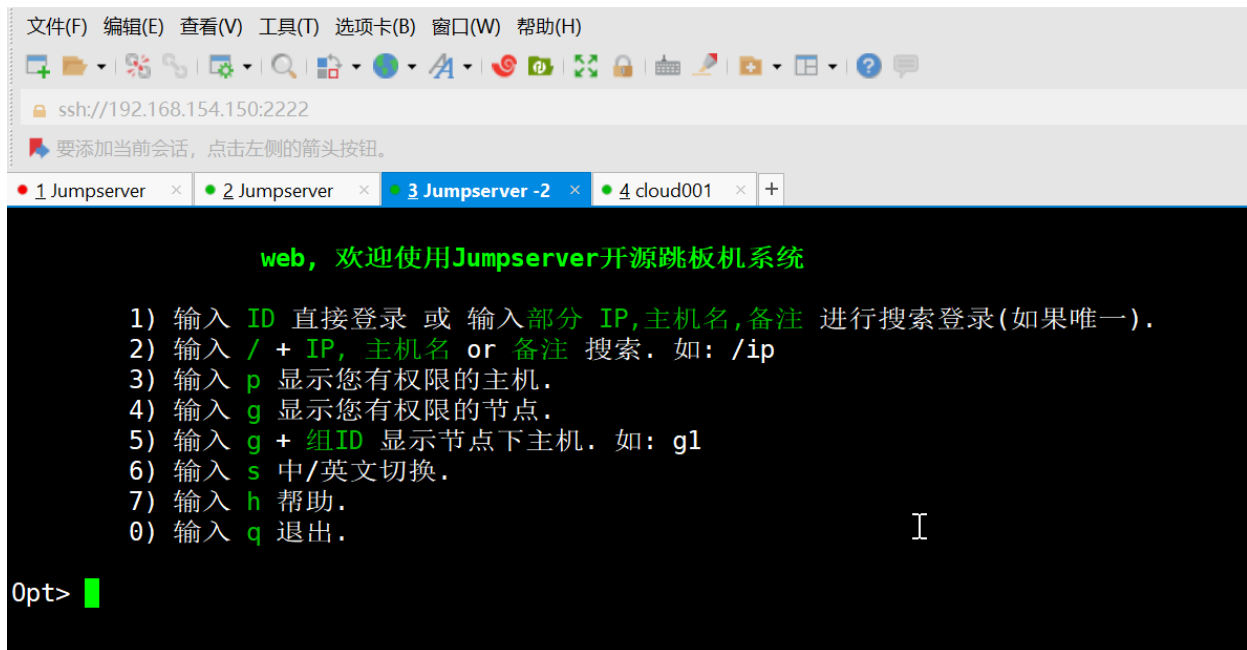 文件(F) 编辑(E) 查看(V) 工具(T) 选项卡(B) 窗口(W) 帮助(H)
ssh://192.168.154.150:2222
要添加当前会话，点击左侧的箭头按钮。
1 Jumpserver × 2 Jumpserver × 3 Jumpserver -2 × 4 cloud001 × +
web, 欢迎使用Jumpserver开源跳板机系统
1) 输入 ID 直接登录 或 输入部分 IP,主机名,备注 进行搜索登录(如果唯一).
2) 输入 / + IP, 主机名 or 备注 搜索. 如: /ip
3) 输入 p 显示您有权限的主机.
4) 输入 g 显示您有权限的节点.
5) 输入 g + 组ID 显示节点下主机. 如: g1
6) 输入 s 中/英文切换.
7) 输入 h 帮助.
0) 输入 q 退出.
Opt>